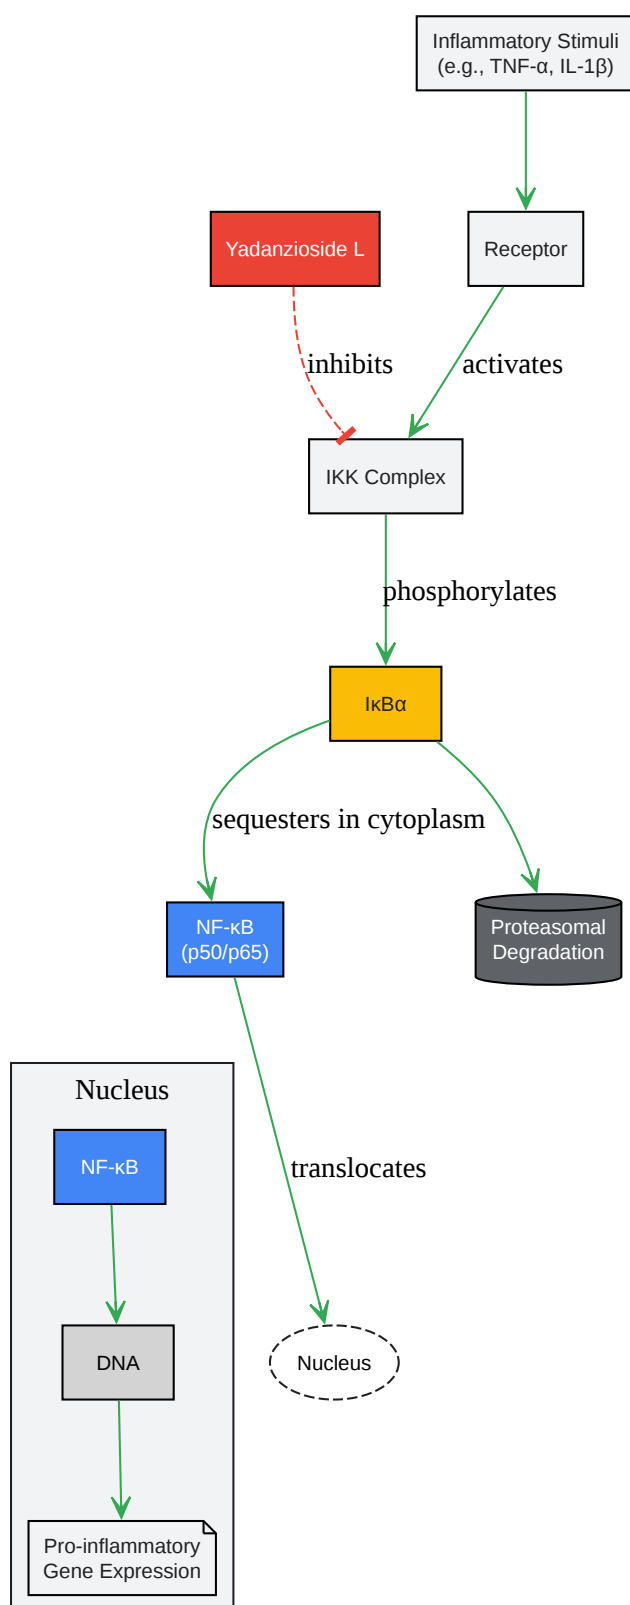 Inflammatory Stimuli
(e.g., TNF-α, IL-1β)
Yadanzioside L
Receptor
inhibits
activates
IKK Complex
phosphorylates
IκBα
sequesters in cytoplasm
NF-κB
(p50/p65)
Proteasomal
Degradation
Nucleus
NF-κB
translocates
DNA
Nucleus
Pro-inflammatory
Gene Expression